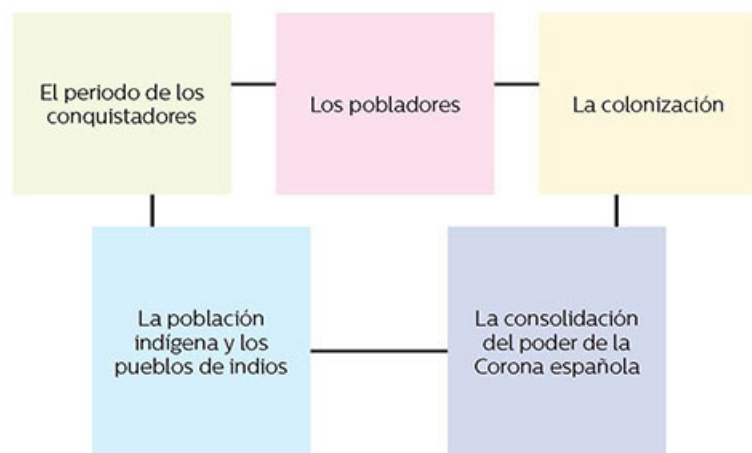 El periodo de los
conquistadores
Los pobladores
La colonización
La población
indígena y los
pueblos de indios
La consolidación
del poder de la
Corona española